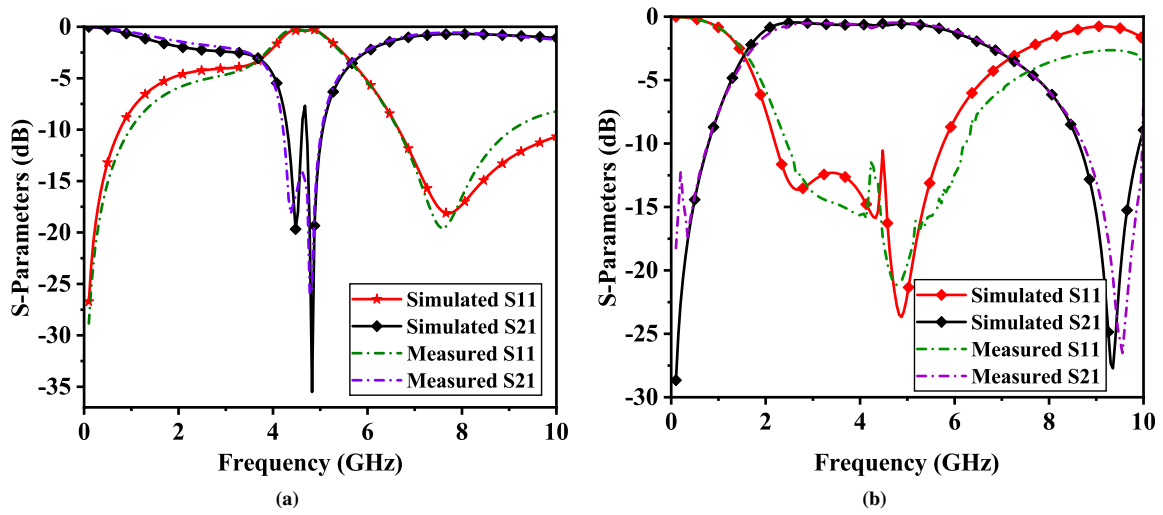 0
-5
-10
-15
-20
-25
-30
-35
S-Parameters (dB)
0 2 4 6 8 10
Frequency (GHz)
Simulated S11
Simulated S21
Measured S11
Measured S21
(a)
0
-5
-10
-15
-20
-25
-30
S-Parameters (dB)
0 2 4 6 8 10
Frequency (GHz)
Simulated S11
Simulated S21
Measured S11
Measured S21
(b)